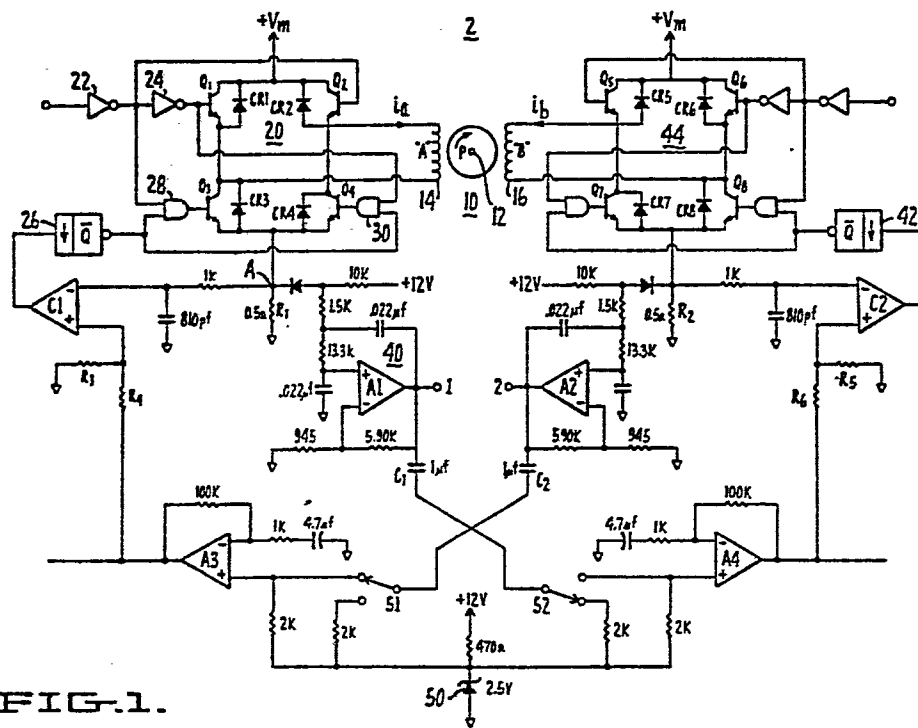 2
+Vm
+Vm
22
24
Q1
Q2
CR1
CR2
20
ia
"A"
14
P
10
12
ib
"B"
16
Q5
Q6
CR5
CR6
44
28
Q3
CR3
CR4
Q4
30
Q7
CR7
CR8
Q8
26
↓ Q̅
Q̅ ↓
42
A
1K
10K
+12V
+12V
10K
1K
C1
810pf
0.5Ω
R1
1.5K
.022μf
.022μf
1.5K
0.5Ω
R2
810pf
C2
13.3K
40
13.3K
R3
R4
.022μf
A1
1
2
A2
R6
R5
945
5.90K
5.90K
945
C1
1μf
1μf
C2
100K
1K
4.7μf
4.7μf
1K
100K
A3
A4
S1
S2
2K
2K
+12V
470Ω
2K
2K
50
2.5V
FIG.1.